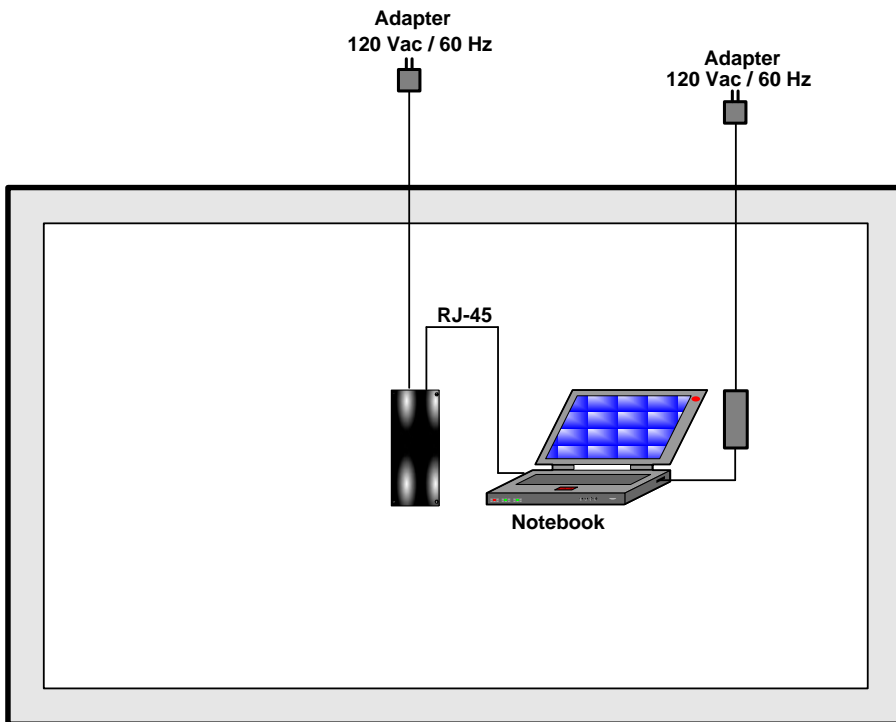 Adapter
120 Vac / 60 Hz
Adapter
120 Vac / 60 Hz
RJ-45
Notebook